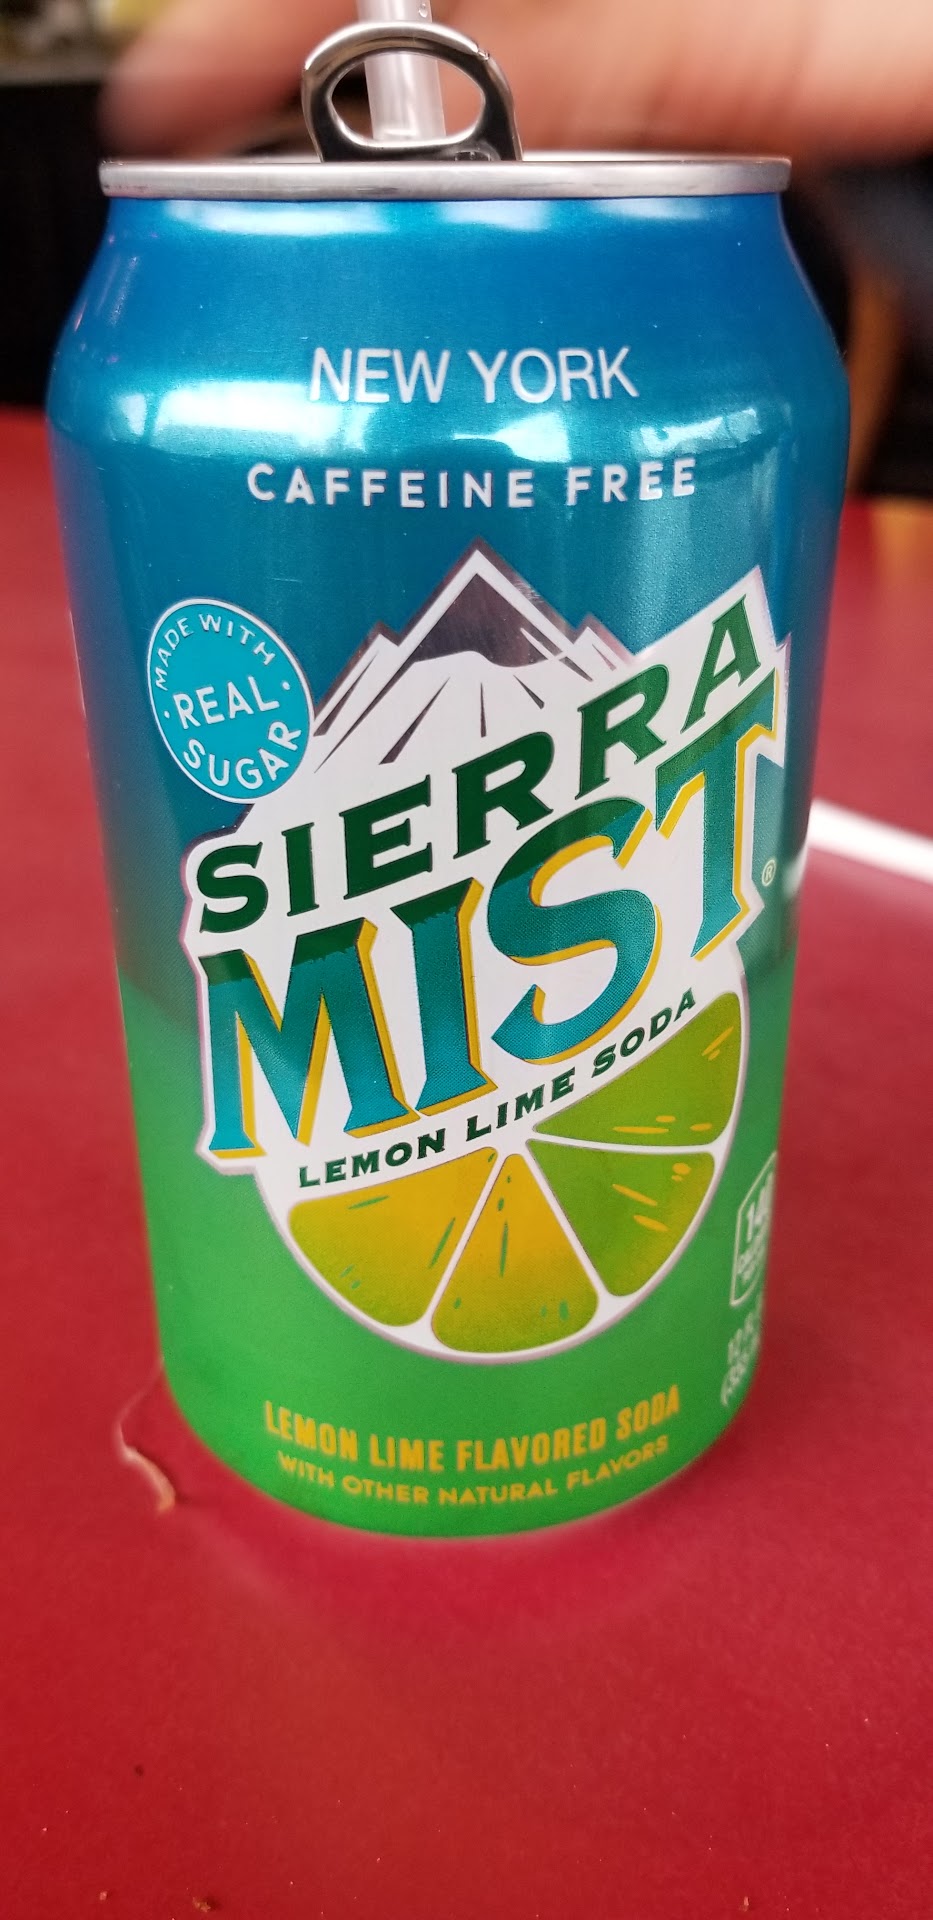 NEW YORK
CAFFEINE FREE
MADE WITH
REAL
SUGAR
SIERRA
MIST®
LEMON LIME SODA
LEMON LIME FLAVORED SODA
WITH OTHER NATURAL FLAVORS